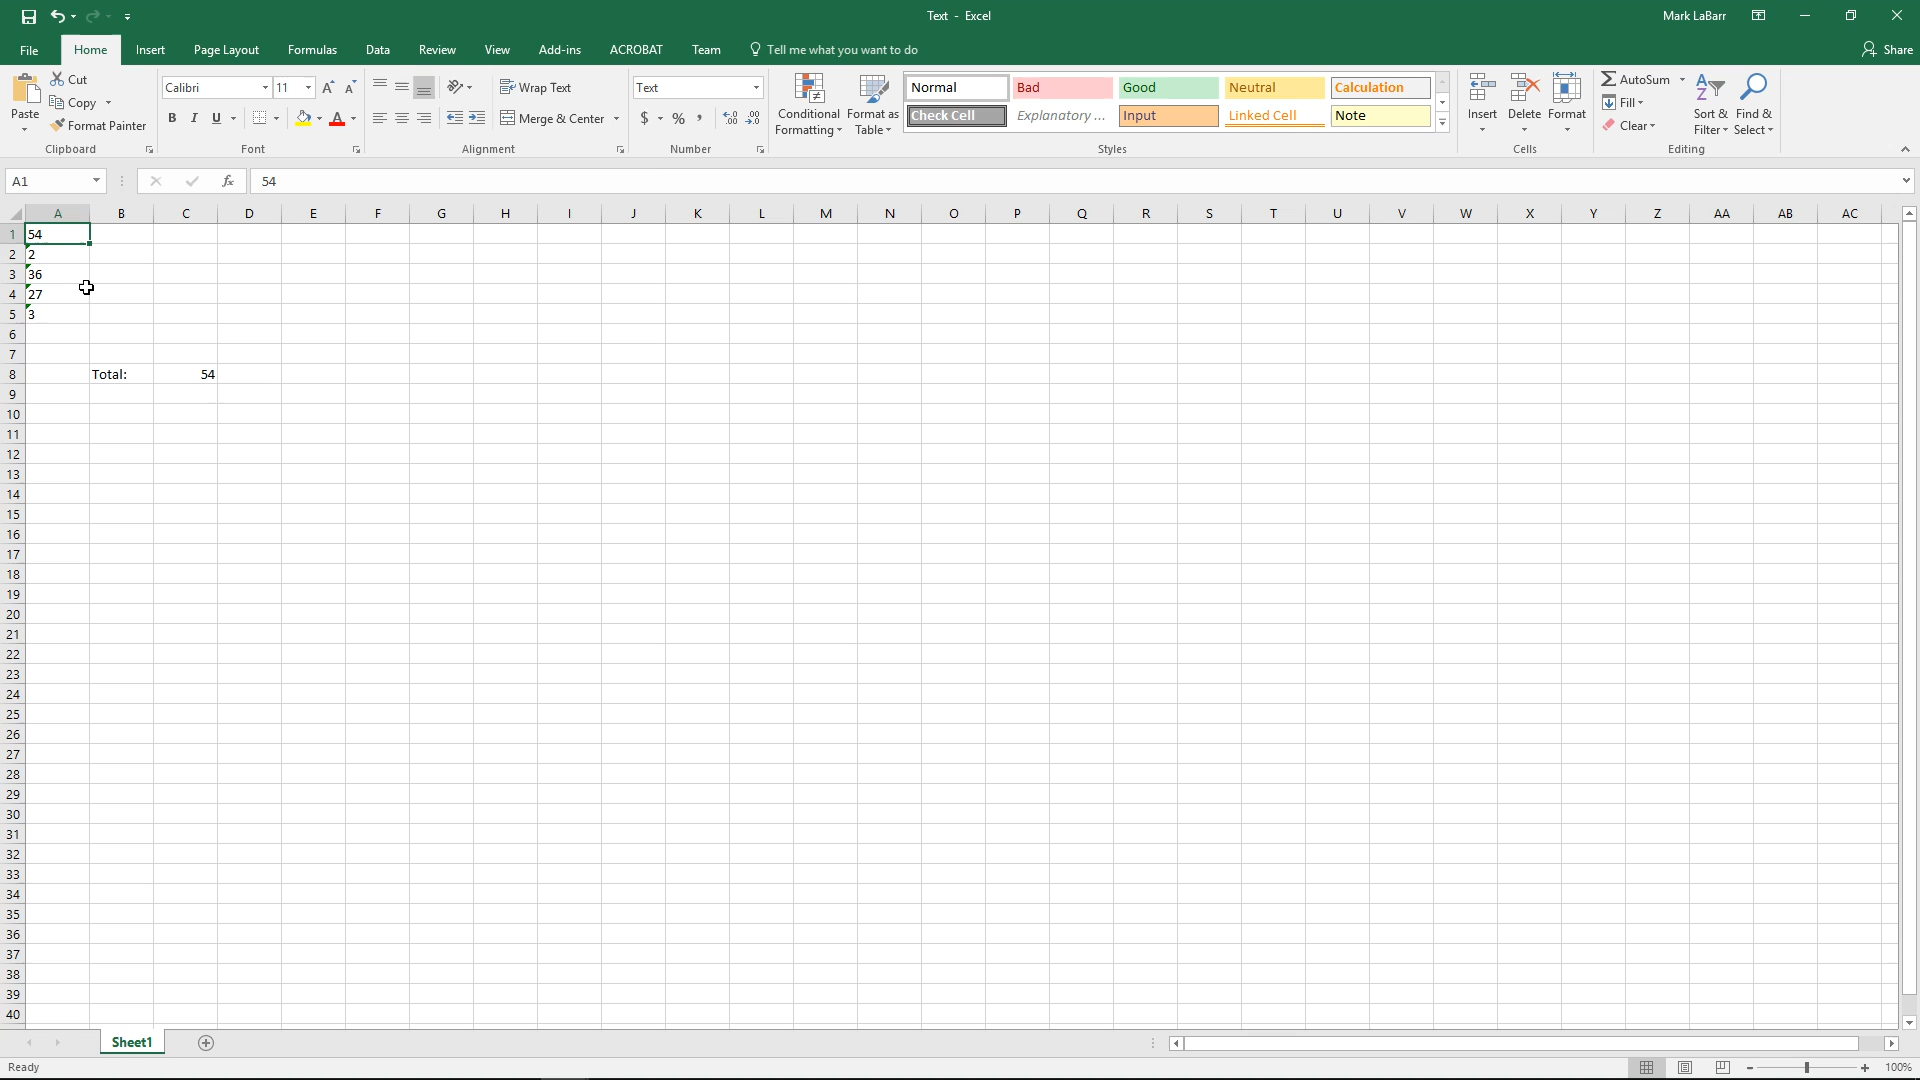 Text - Excel
Mark LaBarr
File Home Insert Page Layout Formulas Data Review View Add-ins ACROBAT Team Tell me what you want to do Share
Paste
Cut
Copy
Format Painter
Clipboard
Calibri 11
B I U
Font
Wrap Text
Merge & Center
Alignment
Text
$ % ,
Number
Conditional Formatting
Format as Table
Normal Bad Good Neutral Calculation
Check Cell Explanatory ... Input Linked Cell Note
Styles
Insert Delete Format
Cells
AutoSum
Fill
Clear
Sort & Filter
Find & Select
Editing
A1 fx 54
A B C D E F G H I J K L M N O P Q R S T U V W X Y Z AA AB AC
1 54
2 2
3 36
4 27
5 3
6
7
8 Total: 54
9
10
11
12
13
14
15
16
17
18
19
20
21
22
23
24
25
26
27
28
29
30
31
32
33
34
35
36
37
38
39
40
Sheet1
Ready
100%